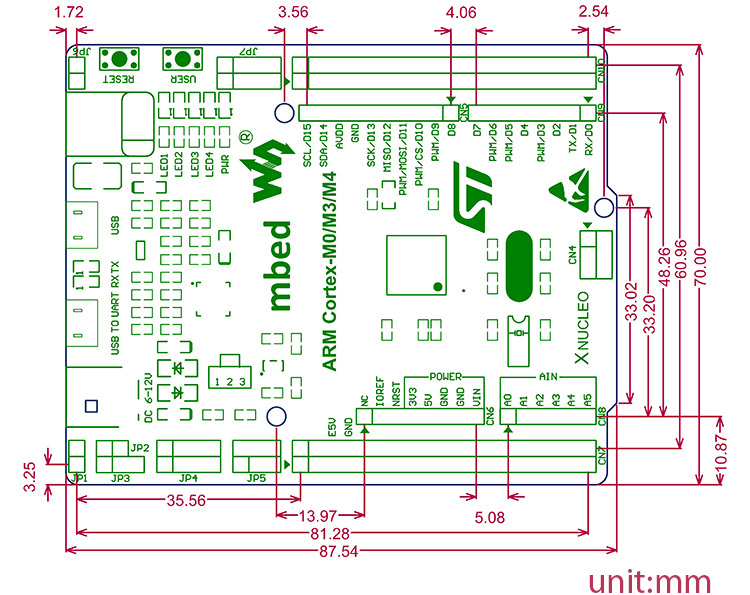 1.72
3.56
4.06
2.54
JP6
RESET
USER
JP7
CN10
CN5
CN9
LED1
LED2
LED3
LED4
PWR
®
SCL/D15
SDA/D14
AVDD
GND
SCK/D13
MISO/D12
PWM/MOSI/D11
PWM/CS/D10
PWM/D9
D8
D7
PWM/D6
PWM/D5
D4
PWM/D3
D2
TX/D1
RX/D0
ST
USB
mbed
ARM Cortex-M0/M3/M4
CN4
XNUCLEO
USB TO UART RX TX
DC 6-12V
1 2 3
POWER
AIN
E5V
GND
NC
IOREF
NRST
3V3
5V
GND
GND
VIN
CN6
A0
A1
A2
A3
A4
A5
CN8
JP1
JP2
JP3
JP4
JP5
CN7
33.02
33.20
48.26
60.96
70.00
10.87
3.25
35.56
13.97
5.08
81.28
87.54
unit:mm